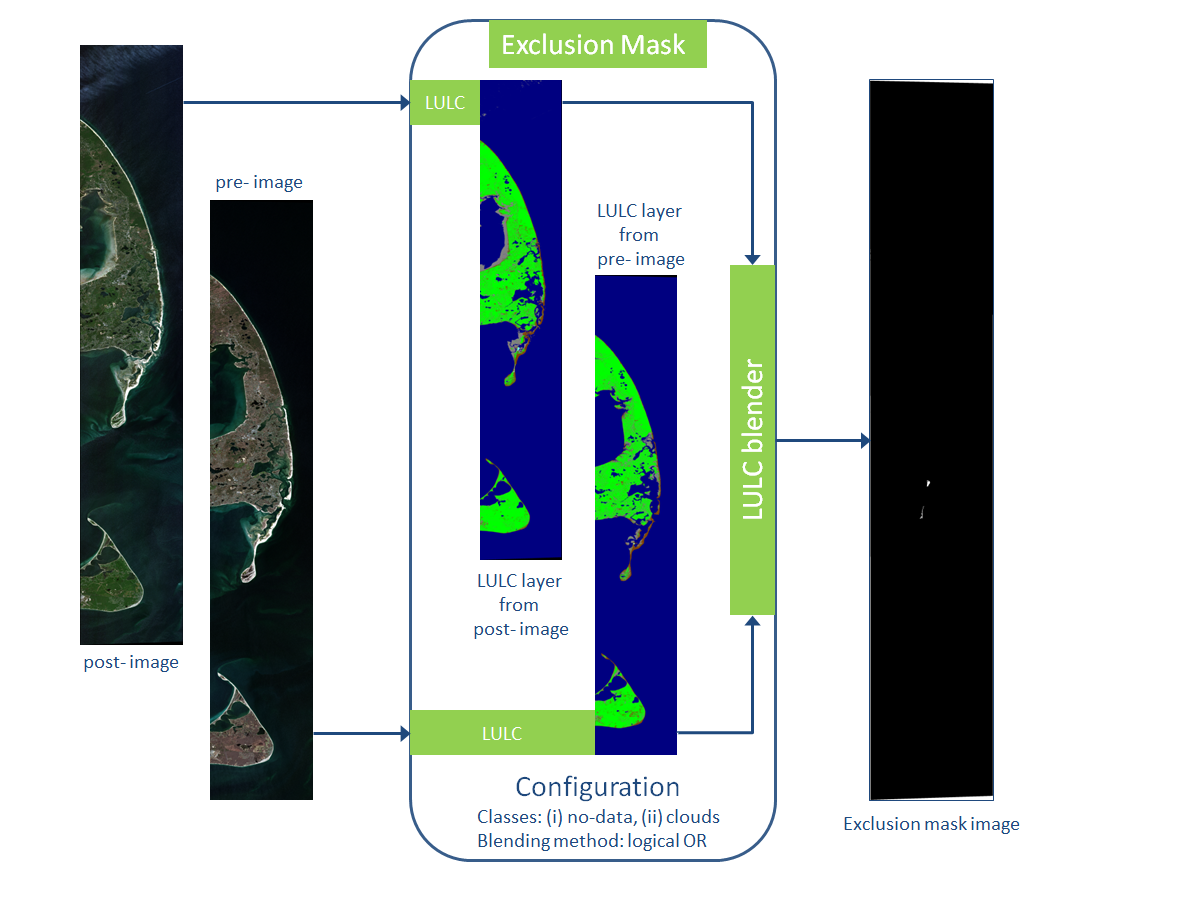 Exclusion Mask
LULC
pre- image
LULC layer
from
pre- image
LULC blender
LULC layer
from
post- image
post- image
LULC
Configuration
Classes: (i) no-data, (ii) clouds
Blending method: logical OR
Exclusion mask image